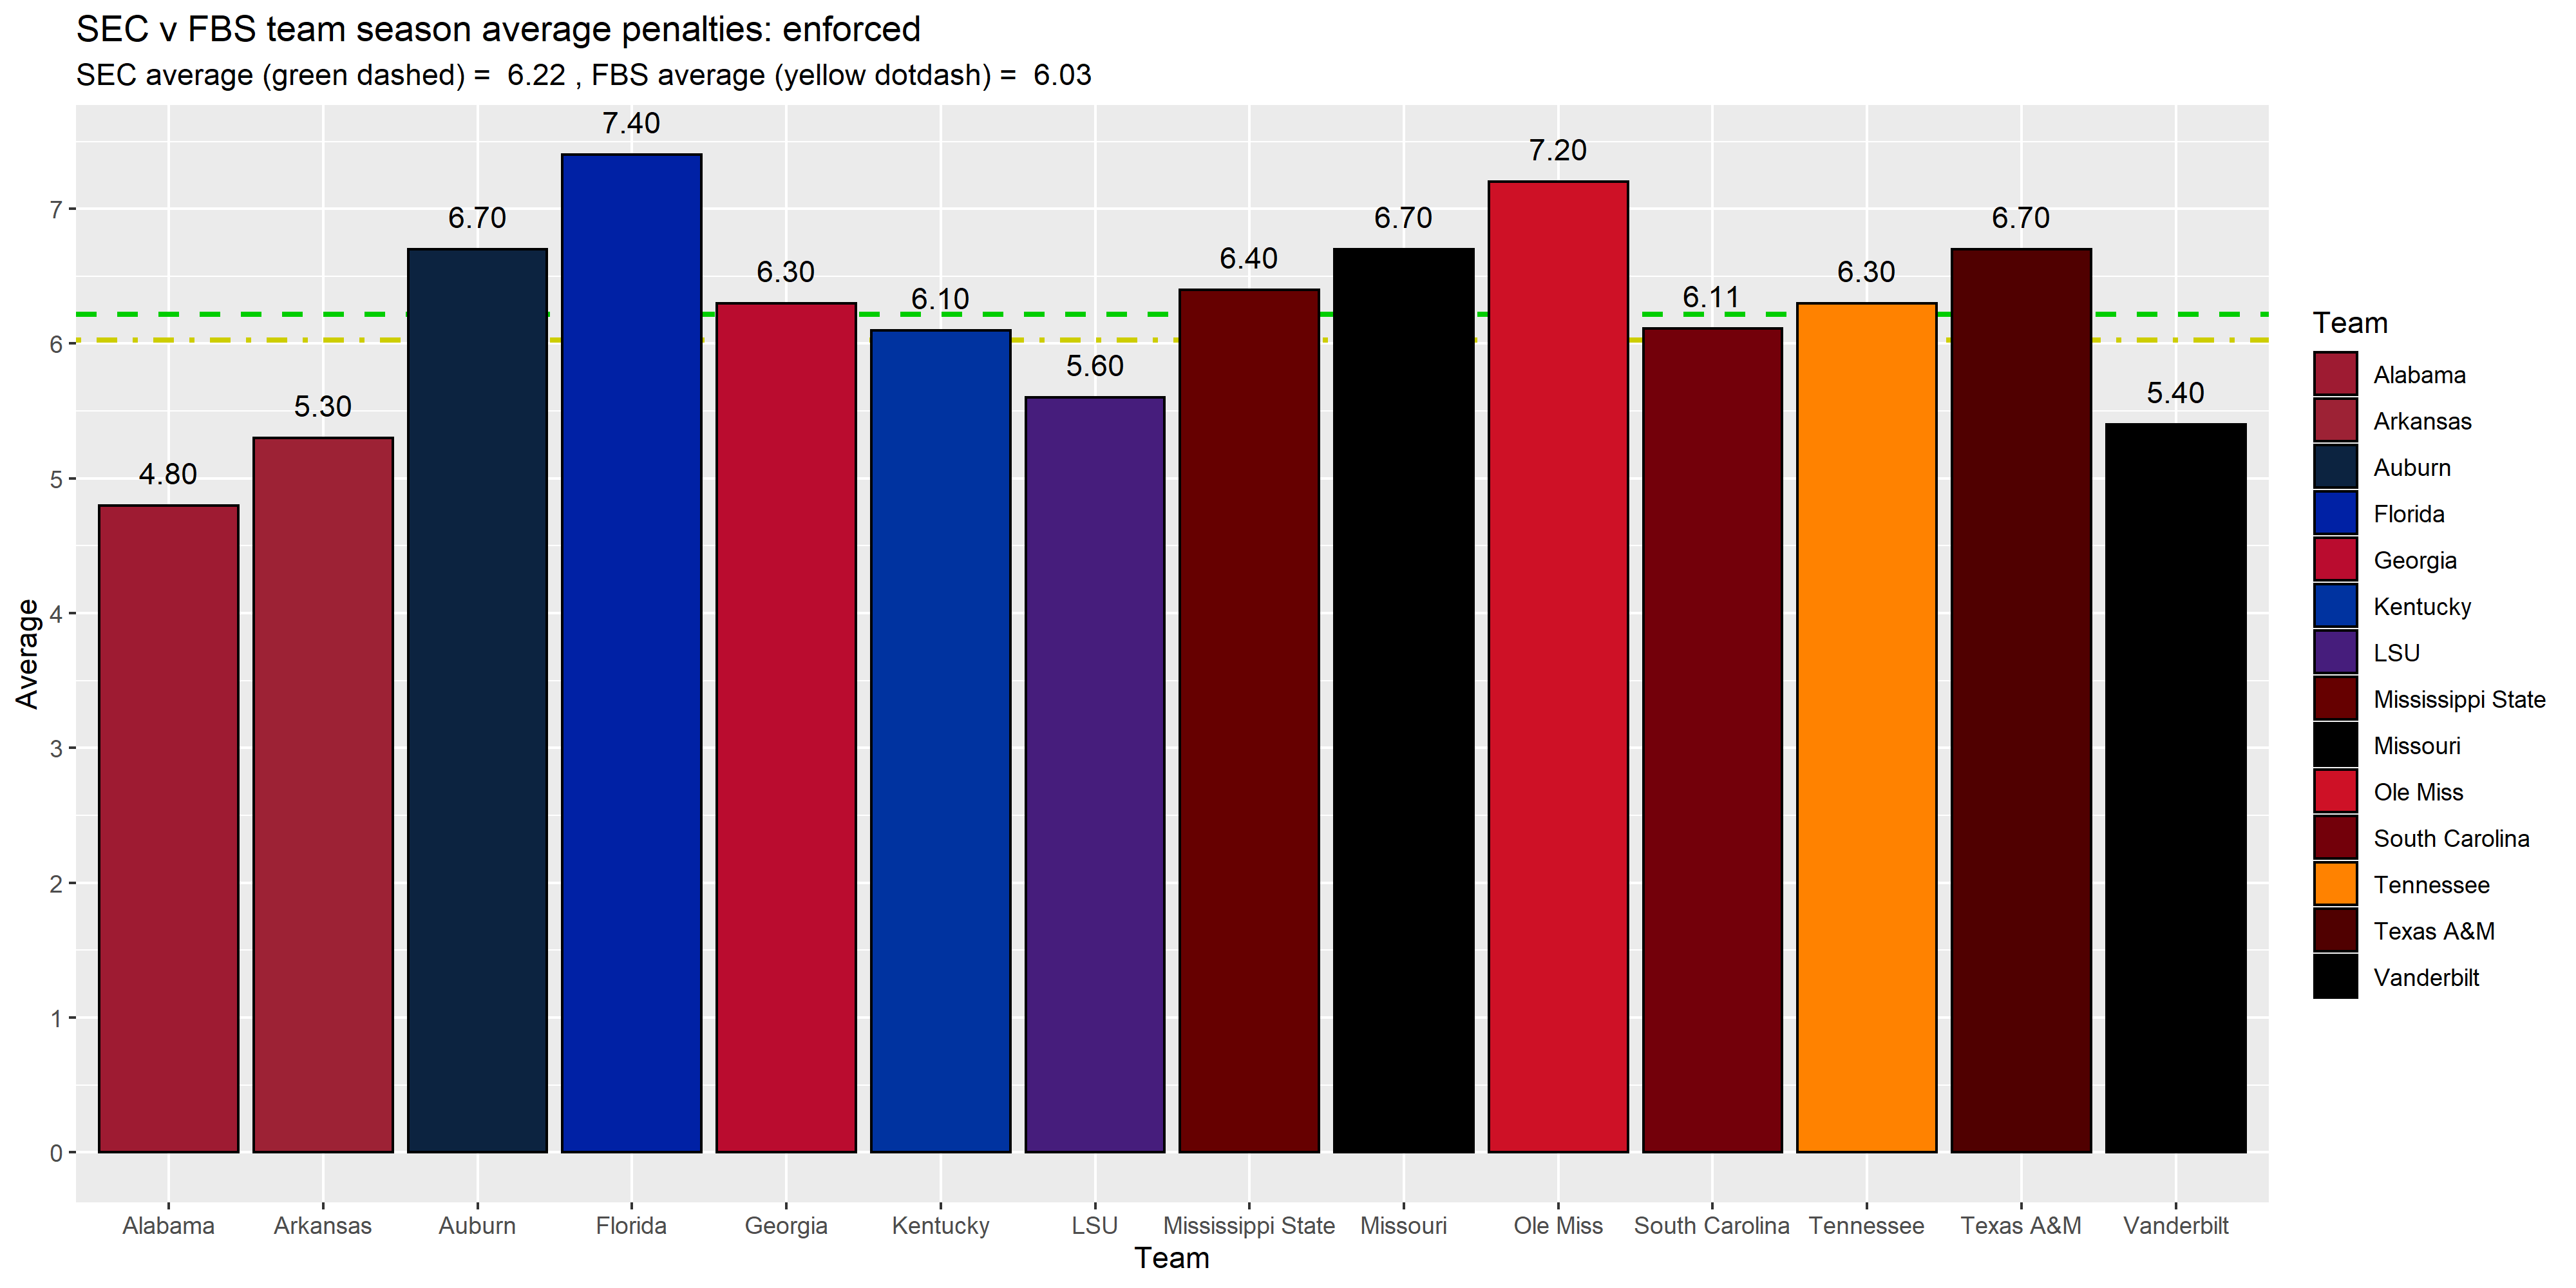 SEC v FBS team season average penalties: enforced
SEC average (green dashed) =  6.22 , FBS average (yellow dotdash) =  6.03
Average
7
6
5
4
3
2
1
0
4.80
5.30
6.70
7.40
6.30
6.10
5.60
6.40
6.70
7.20
6.11
6.30
6.70
5.40
Alabama
Arkansas
Auburn
Florida
Georgia
Kentucky
LSU
Mississippi State
Missouri
Ole Miss
South Carolina
Tennessee
Texas A&M
Vanderbilt
Team
Team
Alabama
Arkansas
Auburn
Florida
Georgia
Kentucky
LSU
Mississippi State
Missouri
Ole Miss
South Carolina
Tennessee
Texas A&M
Vanderbilt